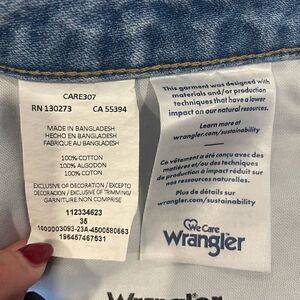 CARE307
RN 130273 CA 55394
MADE IN BANGLADESH
HECHO EN BANGLADESH
FABRIQUE AU BANGLADESH
100% COTTON
100% ALGODON
100% COTON
EXCLUSIVE OF DECORATION / EXCEPTO
DECORACION / EXCLUSIVE OF TRIMMING/
GARNITURE NON COMPRISE
112334623
35
1000003093-23A-4500580663
196457467531
This garment was designed with
materials and/or production
techniques that have a lower
impact on our natural resources.
Learn more at
wrangler.com/sustainability
Ce vêtement a été conçu avec des
matières et/ou des techniques
de production à impact réduit sur
nos ressources naturelles.
Plus de détails sur
wrangler.com/sustainability
We Care
Wrangler
Wrangler